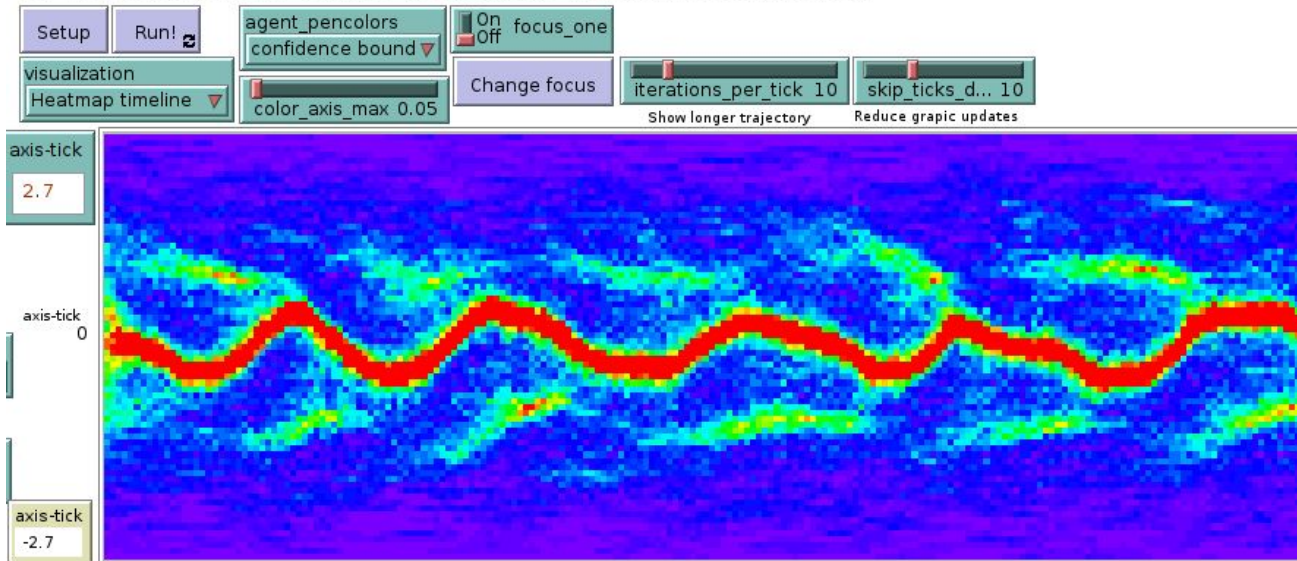 Setup
Run!
agent_pencolors
confidence bound
On
Off
focus_one
visualization
Heatmap timeline
color_axis_max 0.05
Change focus
iterations_per_tick 10
skip_ticks_d... 10
Show longer trajectory
Reduce grapic updates
axis-tick
2.7
axis-tick
0
axis-tick
-2.7